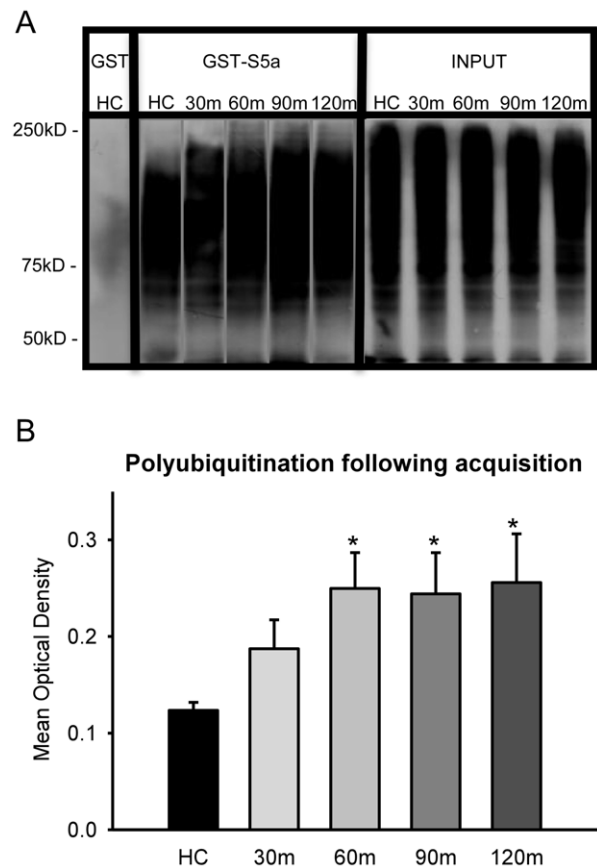 A
GST GST-S5a INPUT
HC HC 30m 60m 90m 120m HC 30m 60m 90m 120m
250kD -
75kD -
50kD -
B
Polyubiquitination following acquisition
Mean Optical Density
0.3
0.2
0.1
0.0
* * *
HC 30m 60m 90m 120m